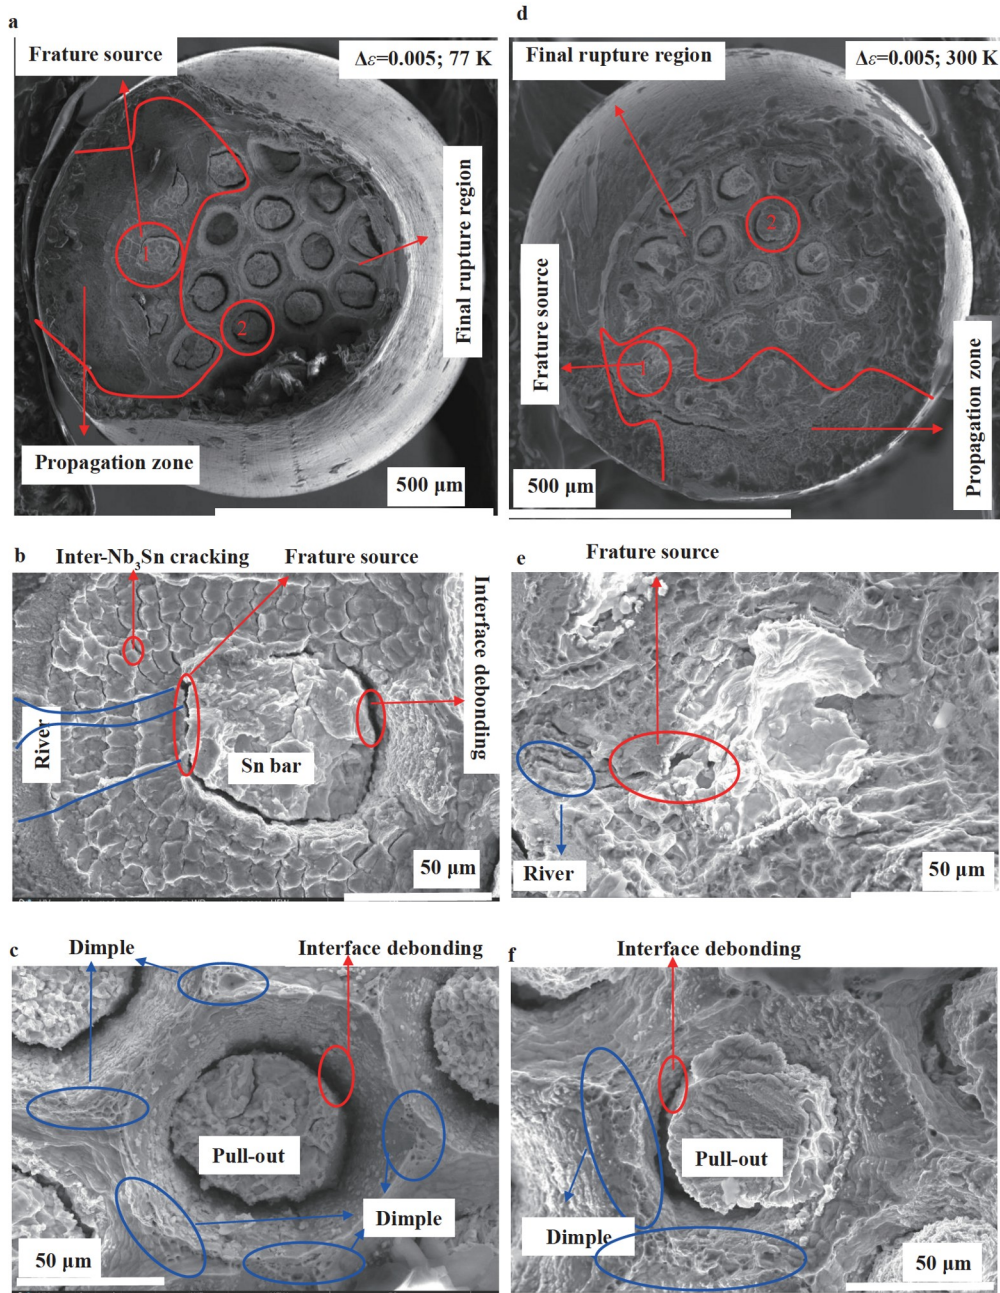 a
Frature source
Δε=0.005; 77 K
1
2
Final rupture region
Propagation zone
500 μm
d
Final rupture region
Δε=0.005; 300 K
2
Frature source
1
Propagation zone
500 μm
b
Inter-Nb3Sn cracking
Frature source
Interface debonding
River
Sn bar
50 μm
e
Frature source
River
50 μm
c
Dimple
Interface debonding
Pull-out
Dimple
50 μm
f
Interface debonding
Pull-out
Dimple
50 μm